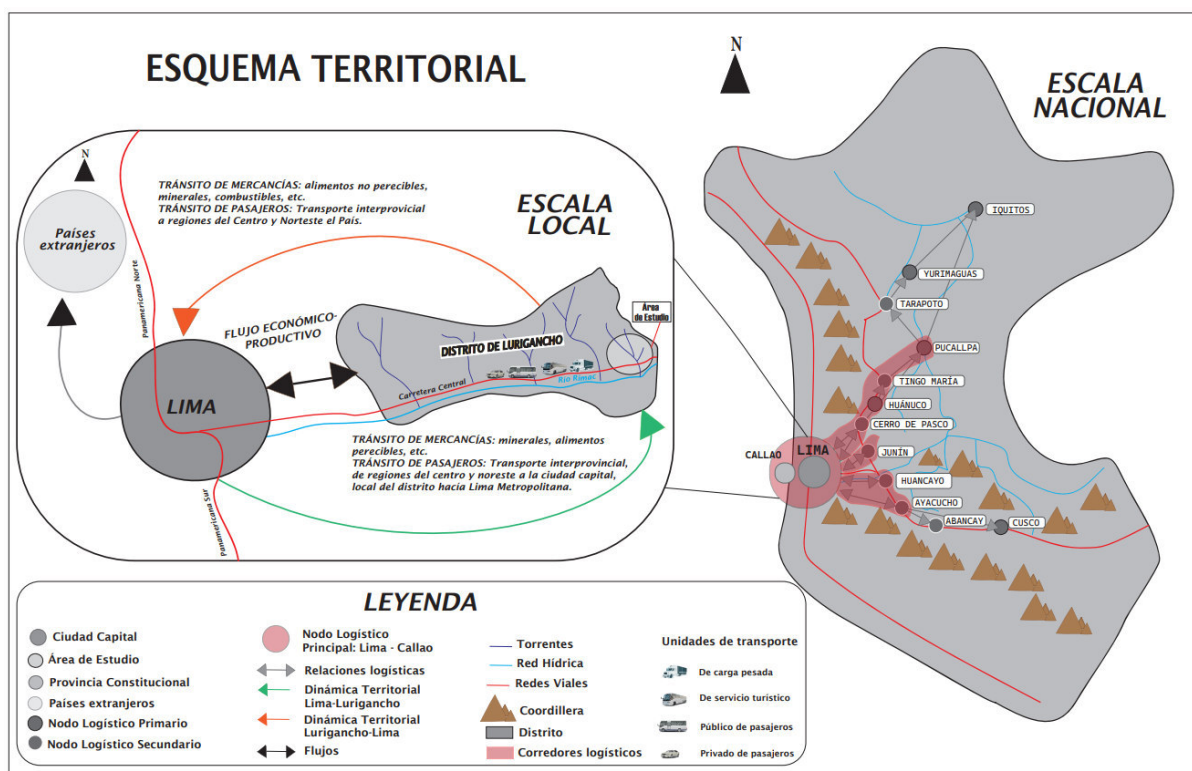 ESQUEMA TERRITORIAL
N
ESCALA
NACIONAL
N
Países
extranjeros
TRÁNSITO DE MERCANCÍAS: alimentos no perecibles,
minerales, combustibles, etc.
TRÁNSITO DE PASAJEROS: Transporte interprovicial
a regiones del Centro y Norteste el País.
ESCALA
LOCAL
Panamericana Norte
FLUJO ECONÓMICO-
PRODUCTIVO
Área
de Estudio
DISTRITO DE LURIGANCHO
Río Rímac
Carretera Central
LIMA
TRÁNSITO DE MERCANCÍAS: minerales, alimentos
perecibles, etc.
TRÁNSITO DE PASAJEROS: Transporte interprovincial,
de regiones del centro y noreste a la ciudad capital,
local del distrito hacia Lima Metropolitana.
Panamericana Sur
IQUITOS
YURIMAGUAS
TARAPOTO
PUCALLPA
TINGO MARÍA
HUÁNUCO
CERRO DE PASCO
LIMA
CALLAO
JUNÍN
HUANCAYO
AYACUCHO
ABANCAY
CUSCO
LEYENDA
Ciudad Capital
Área de Estudio
Provincia Constitucional
Países extranjeros
Nodo Logístico Primario
Nodo Logístico Secundario
Nodo Logístico
Principal: Lima - Callao
Relaciones logísticas
Dinámica Territorial
Lima-Lurigancho
Dinámica Territorial
Lurigancho-Lima
Flujos
Torrentes
Red Hídrica
Redes Viales
Coordillera
Distrito
Corredores logísticos
Unidades de transporte
De carga pesada
De servicio turístico
Público de pasajeros
Privado de pasajeros